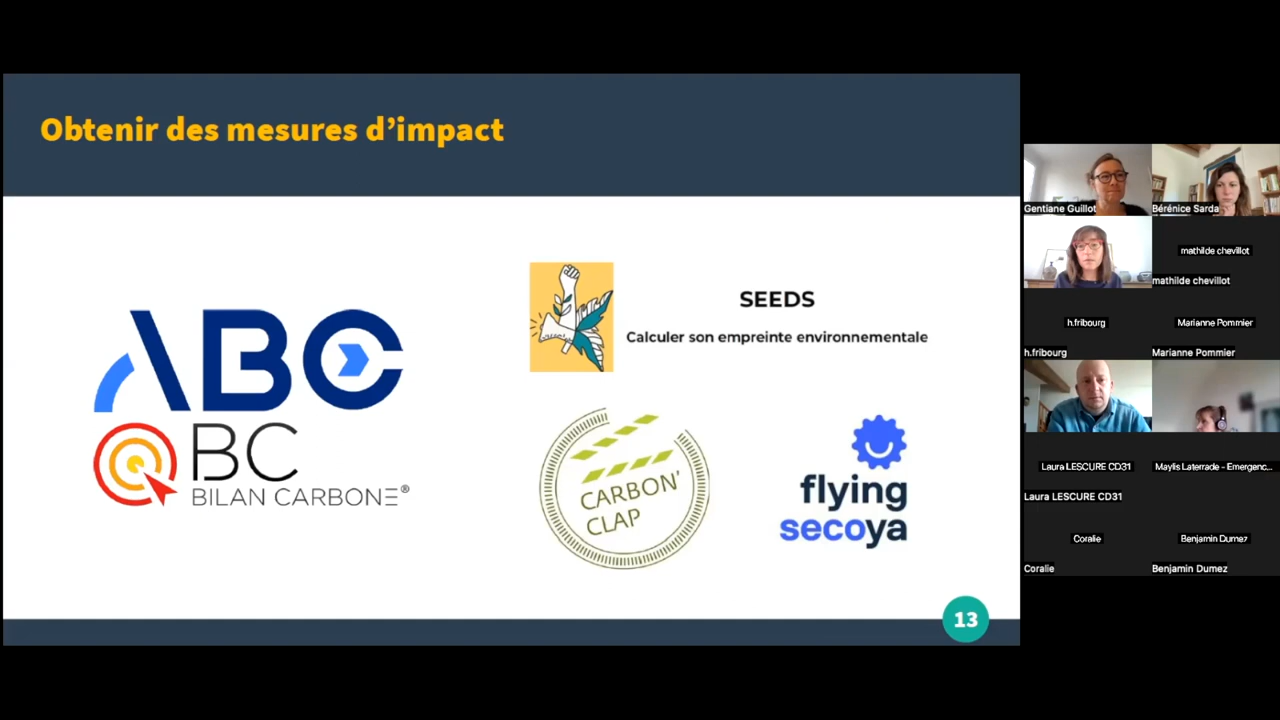 Obtenir des mesures d’impact
ABC
BC
BILAN CARBONE®
SEEDS
Calculer son empreinte environnementale
CARBON’
CLAP
flying
secoya
13
Gentiane Guillot
Bérénice Sarda
mathilde chevillot
mathilde chevillot
h.fribourg
Marianne Pommier
h.fribourg
Marianne Pommier
Laura lLESCURE CD31
Maylis Laterrade - Emergenc...
Laura lLESCURE CD31
Coralie
Benjamin Dumez
Coralie
Benjamin Dumez